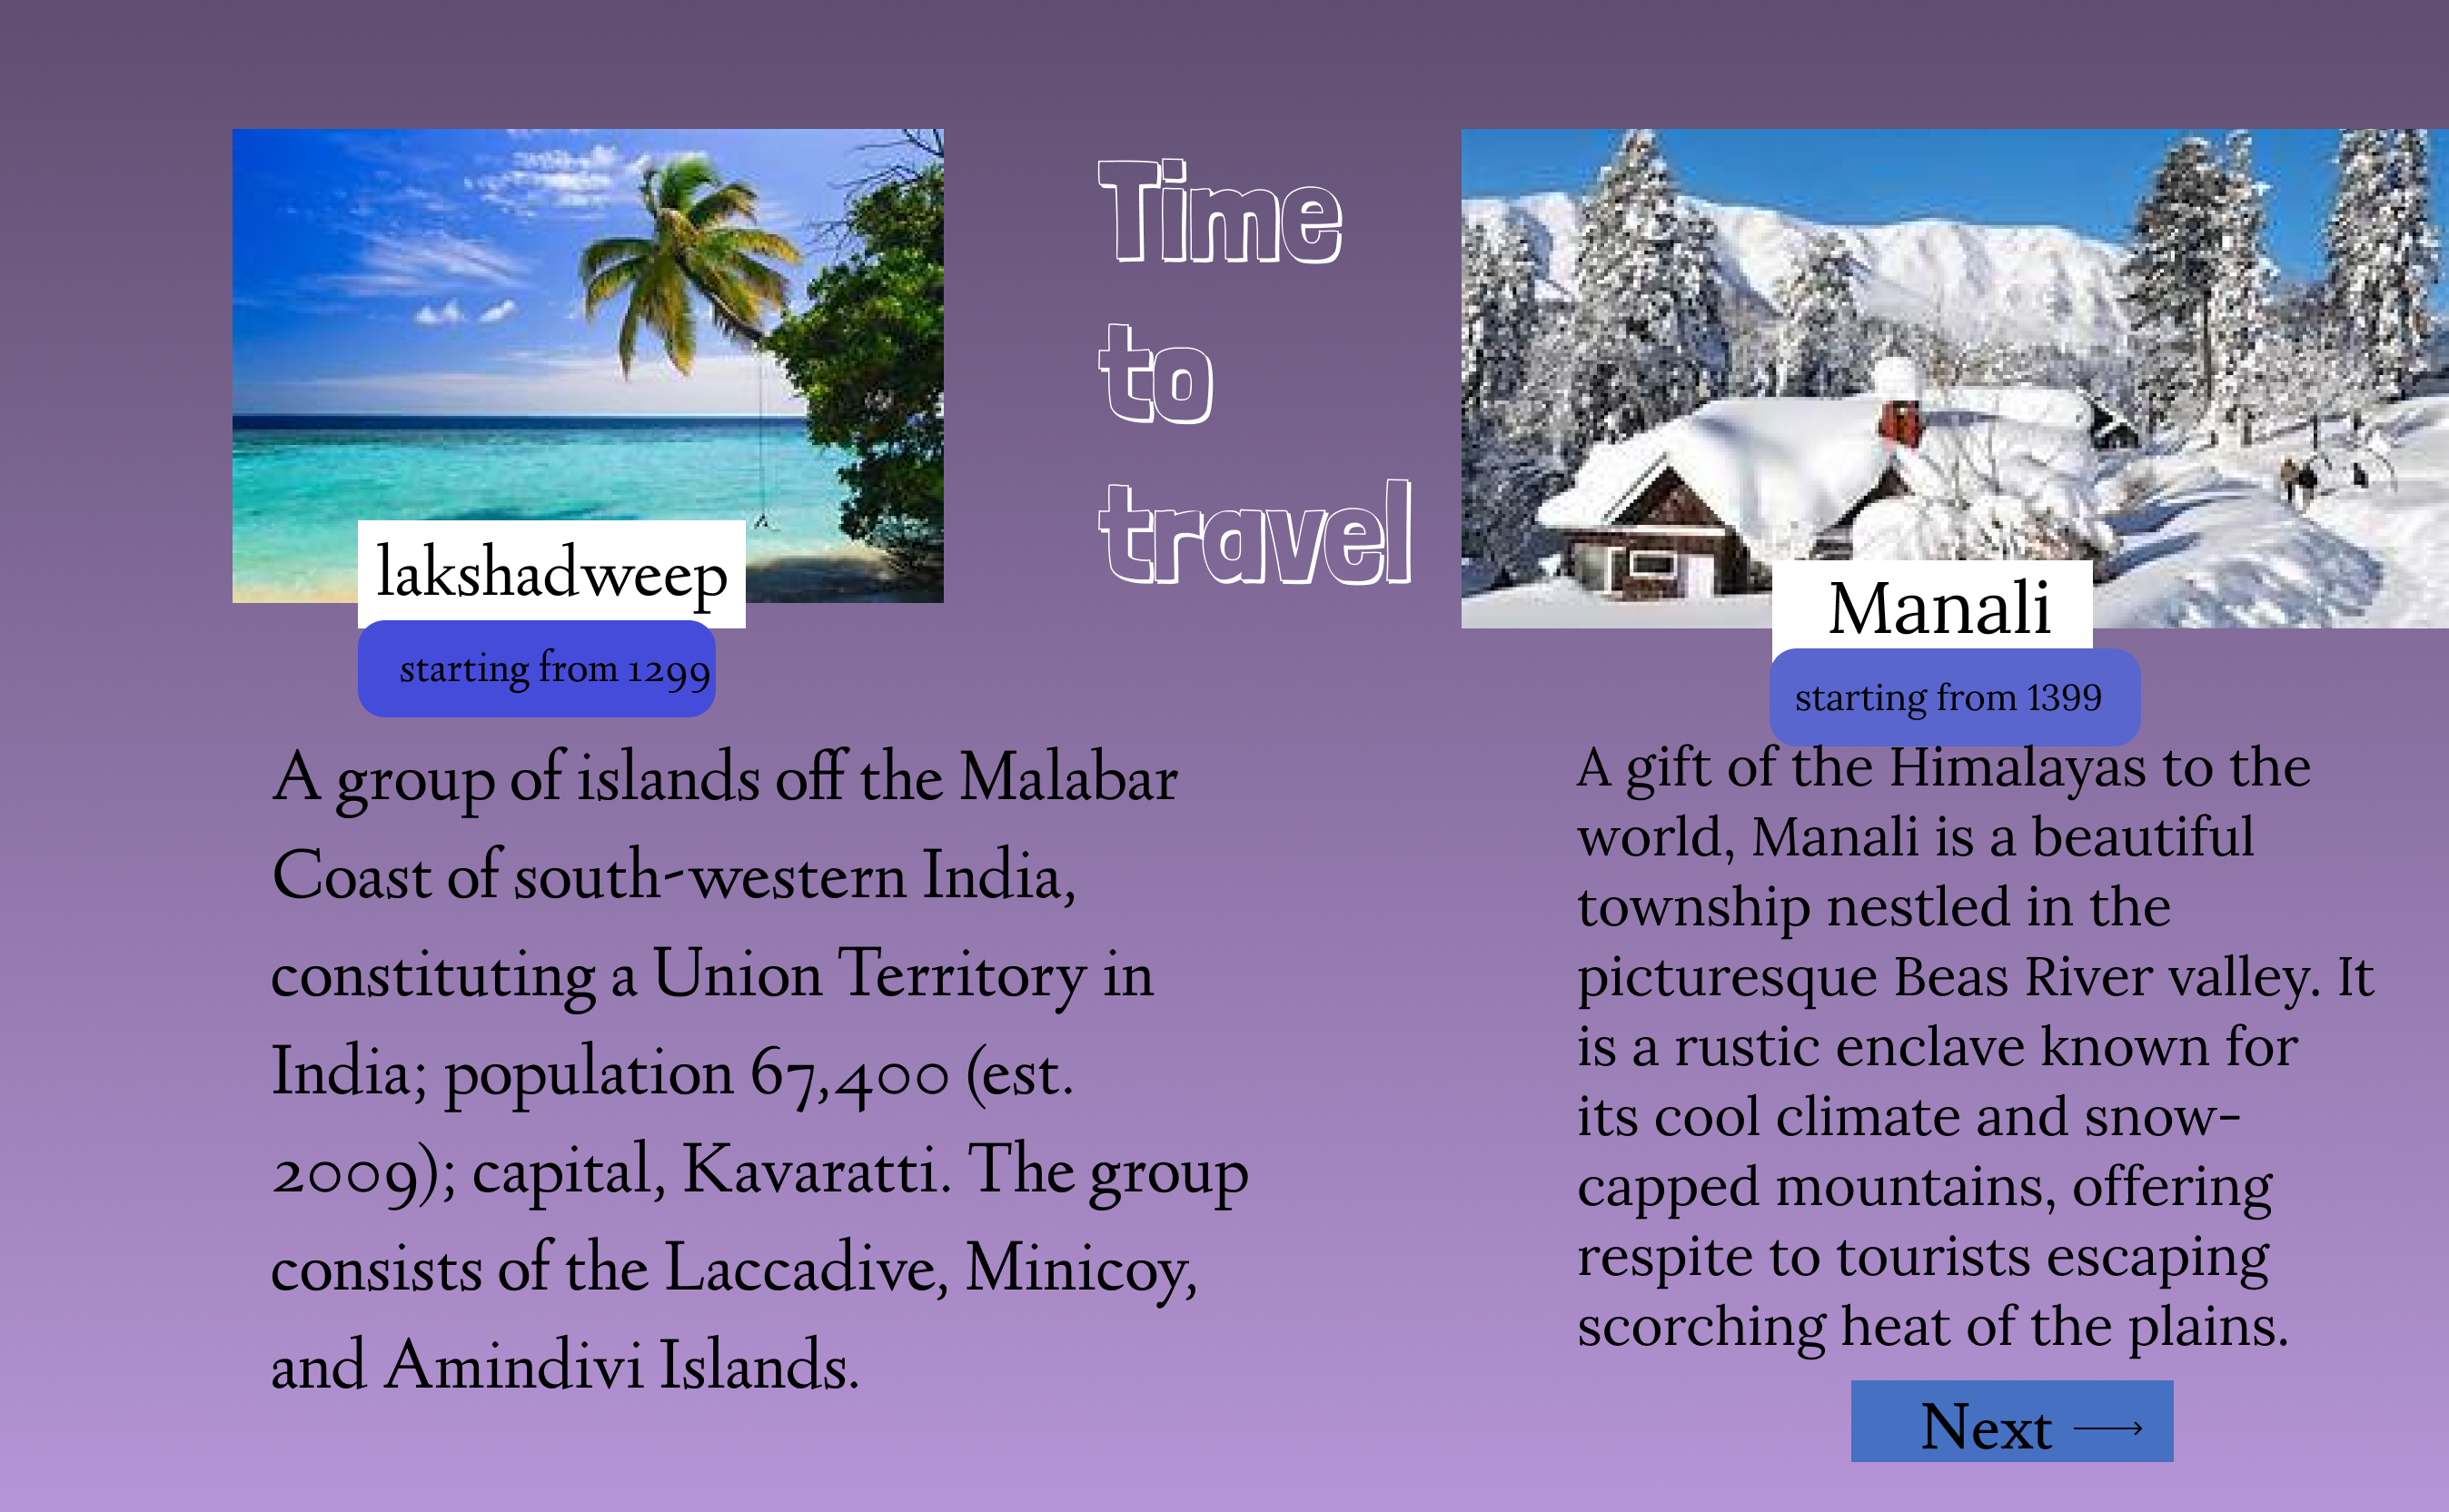 Time
to
travel
lakshadweep
starting from 1299
A group of islands off the Malabar
Coast of south-western India,
constituting a Union Territory in
India; population 67,400 (est.
2009); capital, Kavaratti. The group
consists of the Laccadive, Minicoy,
and Amindivi Islands.
Manali
starting from 1399
A gift of the Himalayas to the
world, Manali is a beautiful
township nestled in the
picturesque Beas River valley. It
is a rustic enclave known for
its cool climate and snow-
capped mountains, offering
respite to tourists escaping
scorching heat of the plains.
Next